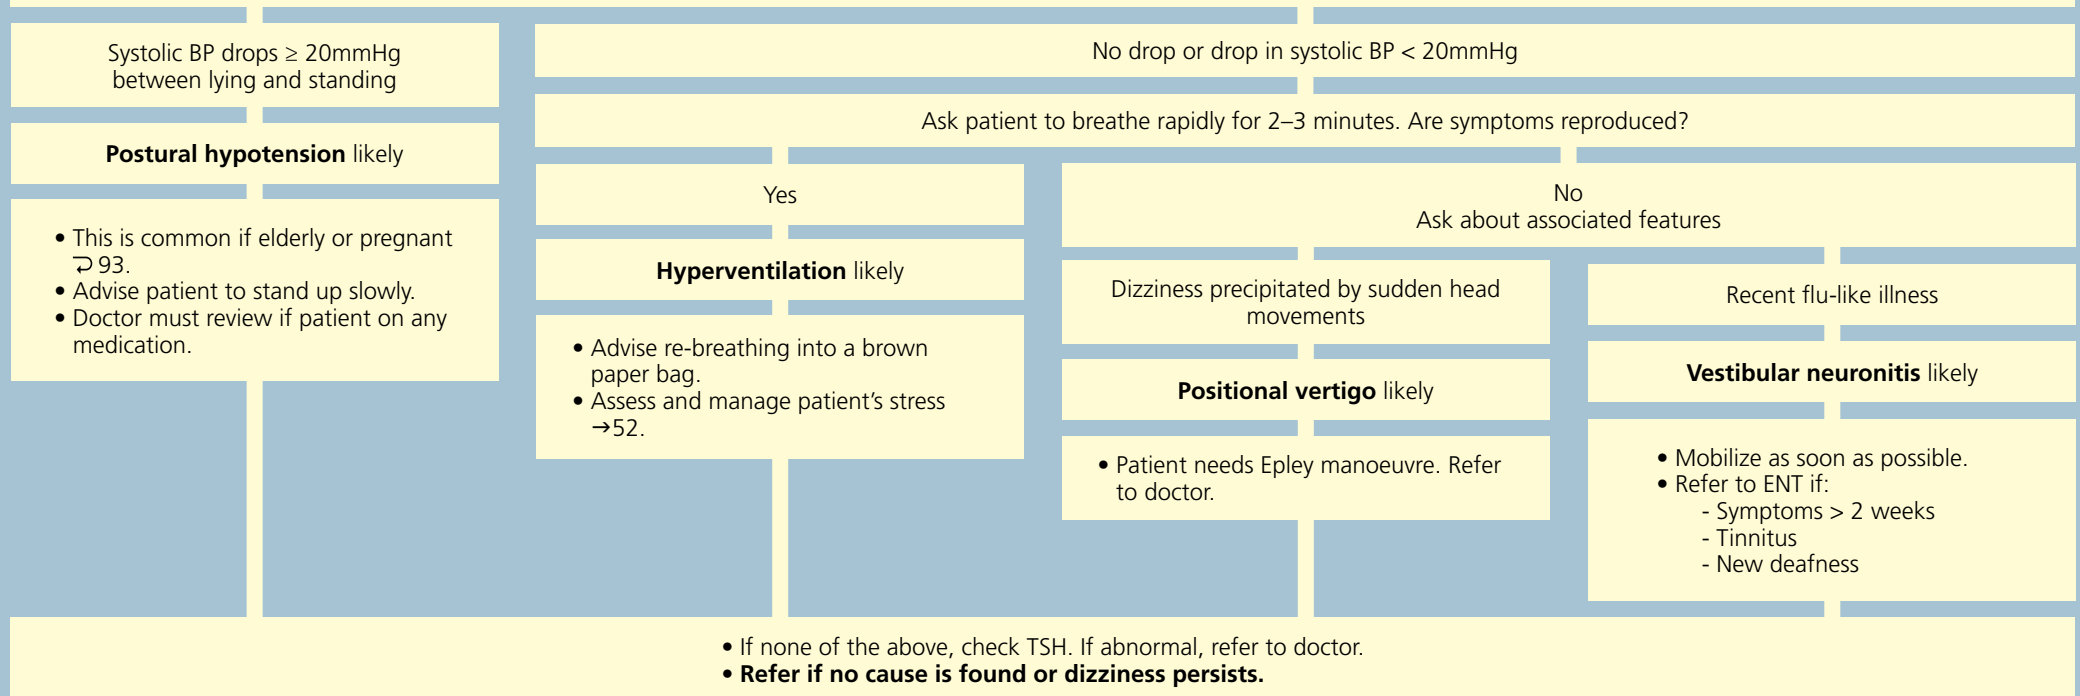 Systolic BP drops ≥ 20mmHg
between lying and standing
Postural hypotension likely
• This is common if elderly or pregnant
⮌ 93.
• Advise patient to stand up slowly.
• Doctor must review if patient on any
medication.
No drop or drop in systolic BP < 20mmHg
Ask patient to breathe rapidly for 2–3 minutes. Are symptoms reproduced?
Yes
Hyperventilation likely
• Advise re-breathing into a brown
paper bag.
• Assess and manage patient’s stress
→52.
No
Ask about associated features
Dizziness precipitated by sudden head
movements
Positional vertigo likely
• Patient needs Epley manoeuvre. Refer
to doctor.
Recent flu-like illness
Vestibular neuronitis likely
• Mobilize as soon as possible.
• Refer to ENT if:
- Symptoms > 2 weeks
- Tinnitus
- New deafness
• If none of the above, check TSH. If abnormal, refer to doctor.
• Refer if no cause is found or dizziness persists.